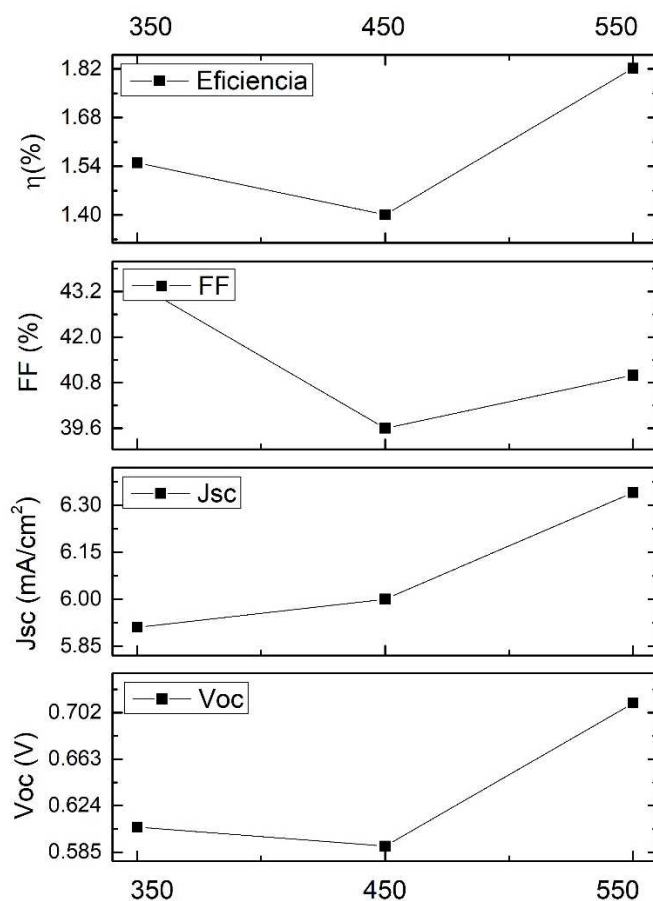 350 450 550
1.82
Eficiencia
1.68
1.54
1.40
η(%)
43.2
FF
42.0
40.8
39.6
FF (%)
6.30
Jsc
6.15
6.00
5.85
Jsc (mA/cm²)
0.702
Voc
0.663
0.624
0.585
Voc (V)
350 450 550